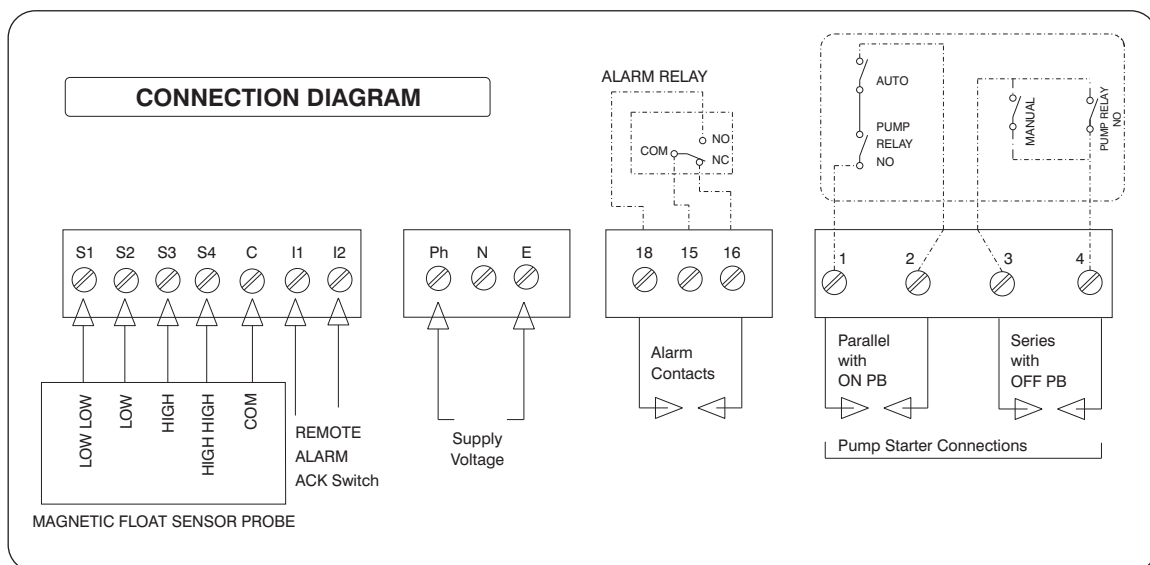 CONNECTION DIAGRAM
ALARM RELAY
NO
COM
NC
AUTO
PUMP
RELAY
NO
MANUAL
PUMP RELAY
NO
S1 S2 S3 S4 C I1 I2
Ph N E
18 15 16
1 2 3 4
LOW LOW
LOW
HIGH
HIGH HIGH
COM
REMOTE
ALARM
ACK Switch
MAGNETIC FLOAT SENSOR PROBE
Supply
Voltage
Alarm
Contacts
Parallel
with
ON PB
Series
with
OFF PB
Pump Starter Connections